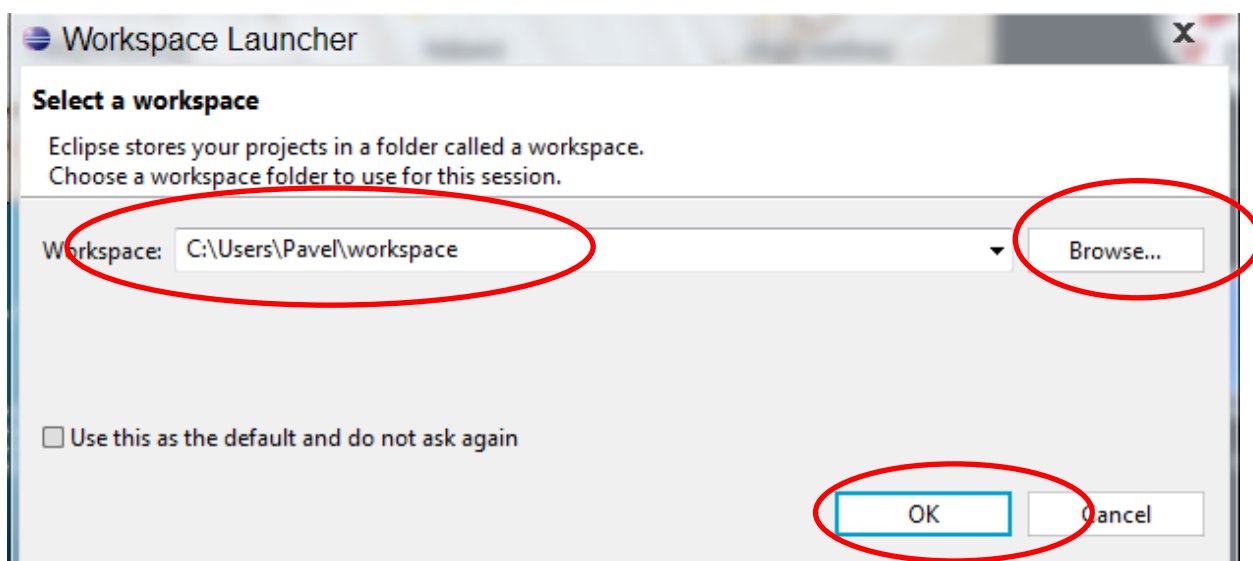 Workspace Launcher
X
Select a workspace
Eclipse stores your projects in a folder called a workspace.
Choose a workspace folder to use for this session.
Workspace: C:\Users\Pavel\workspace Browse...
Use this as the default and do not ask again
OK Cancel